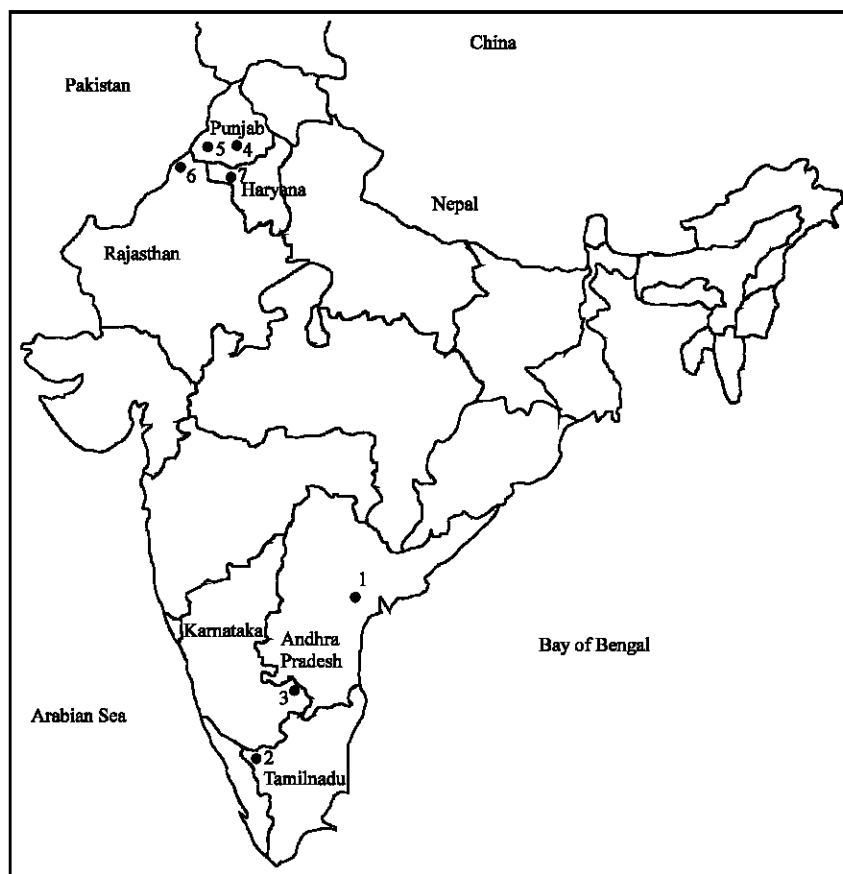 China
Pakistan
Punjab
5 4
6 7
Haryana
Nepal
Rajasthan
1
Karnataka
Andhra
Pradesh
Bay of Bengal
3
Arabian Sea
2
Tamilnadu